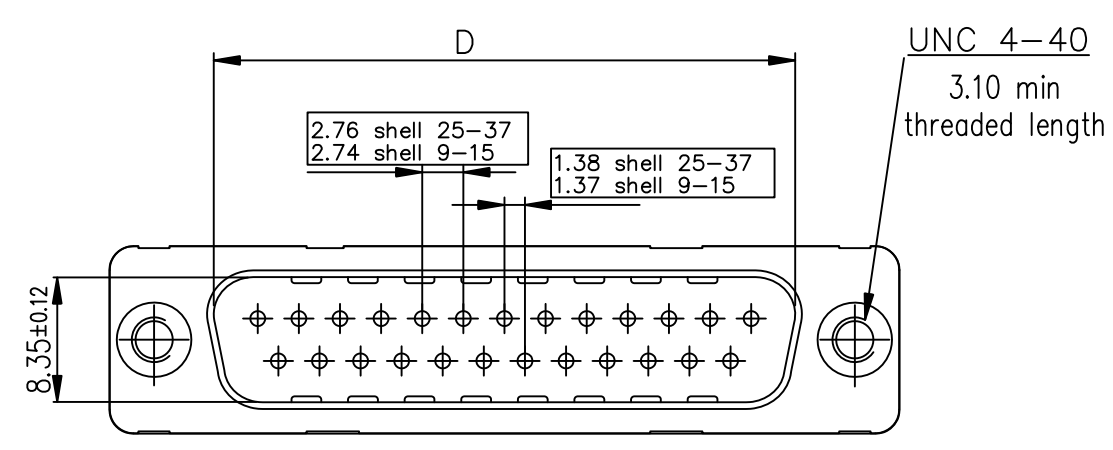 D
UNC 4-40
3.10 min
threaded length
2.76 shell 25-37
2.74 shell 9-15
1.38 shell 25-37
1.37 shell 9-15
8.35±0.12